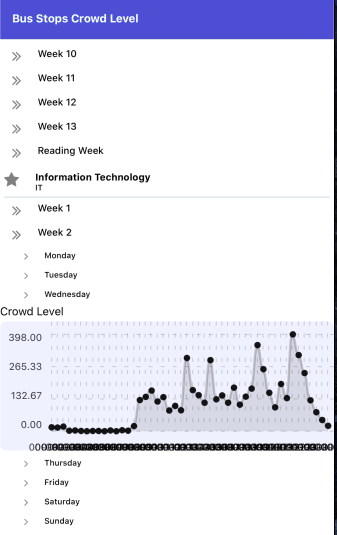 Bus Stops Crowd Level
Week 10
Week 11
Week 12
Week 13
Reading Week
Information Technology
IT
Week 1
Week 2
Monday
Tuesday
Wednesday
Crowd Level
398.00
265.33
132.67
0.00
Thursday
Friday
Saturday
Sunday